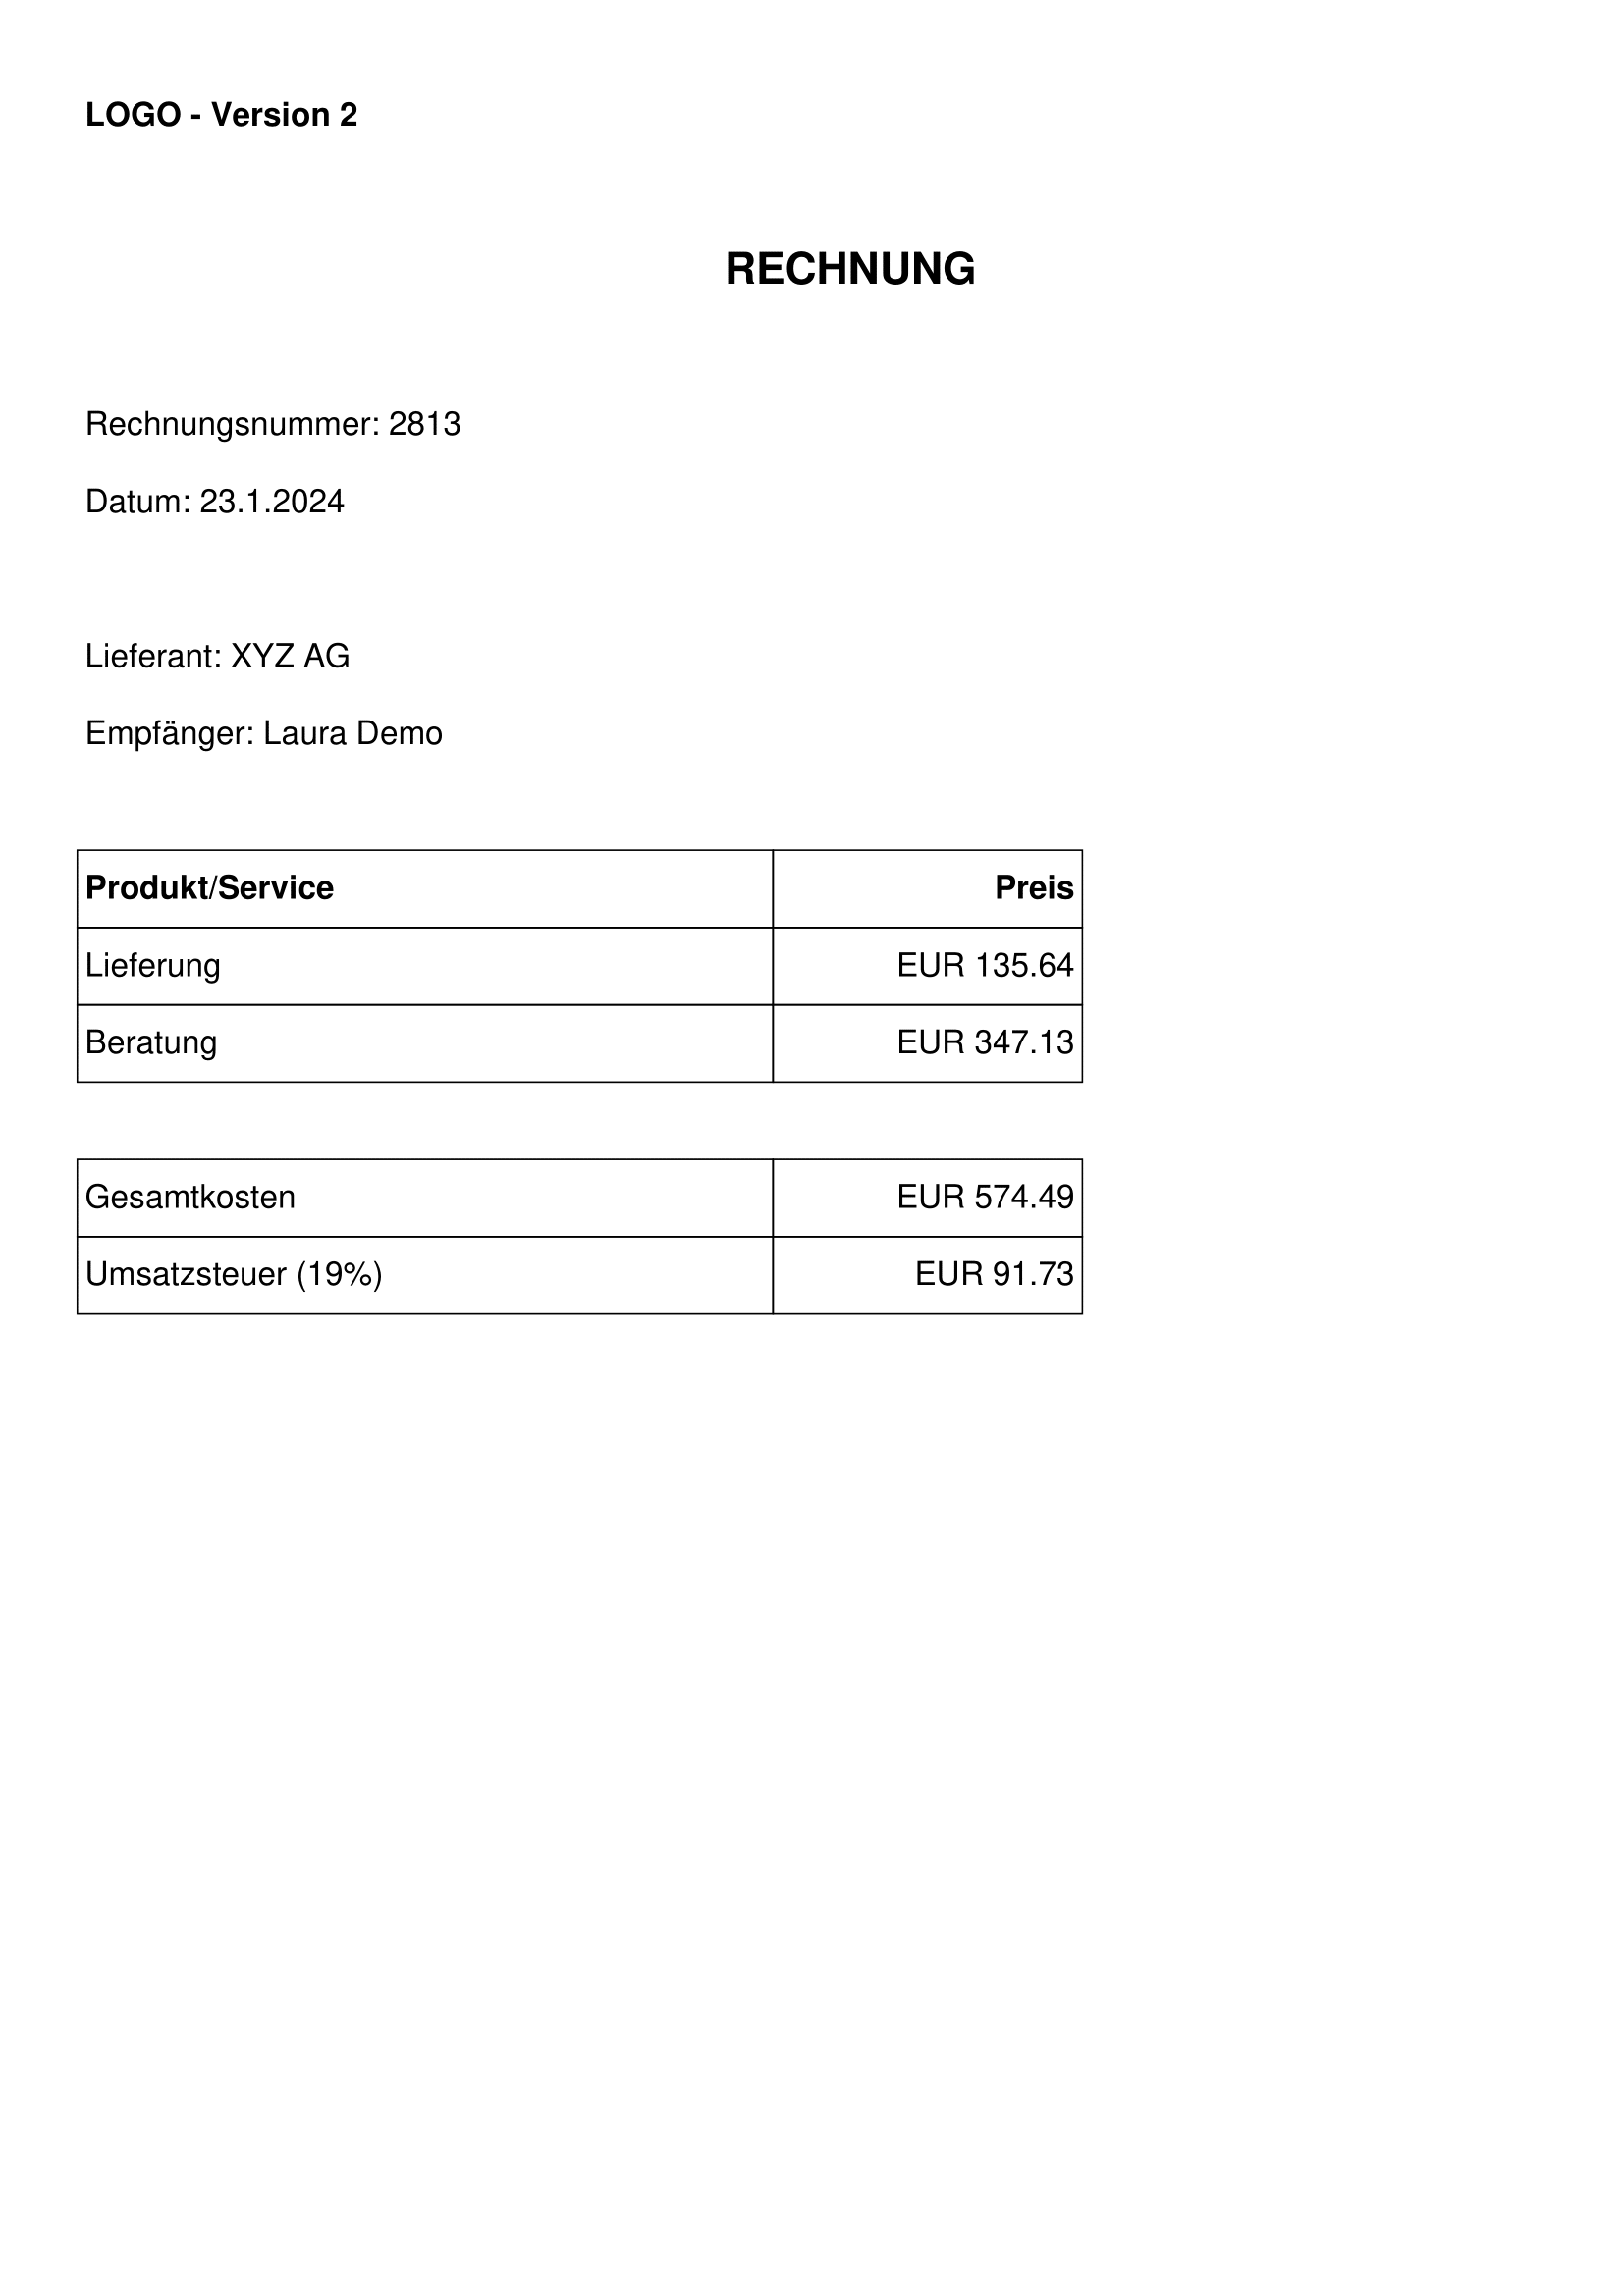 LOGO - Version 2
RECHNUNG
Rechnungsnummer: 2813
Datum: 23.1.2024
Lieferant: XYZ AG
Empfänger: Laura Demo
Produkt/Service Preis
Lieferung EUR 135.64
Beratung EUR 347.13
Gesamtkosten EUR 574.49
Umsatzsteuer (19%) EUR 91.73